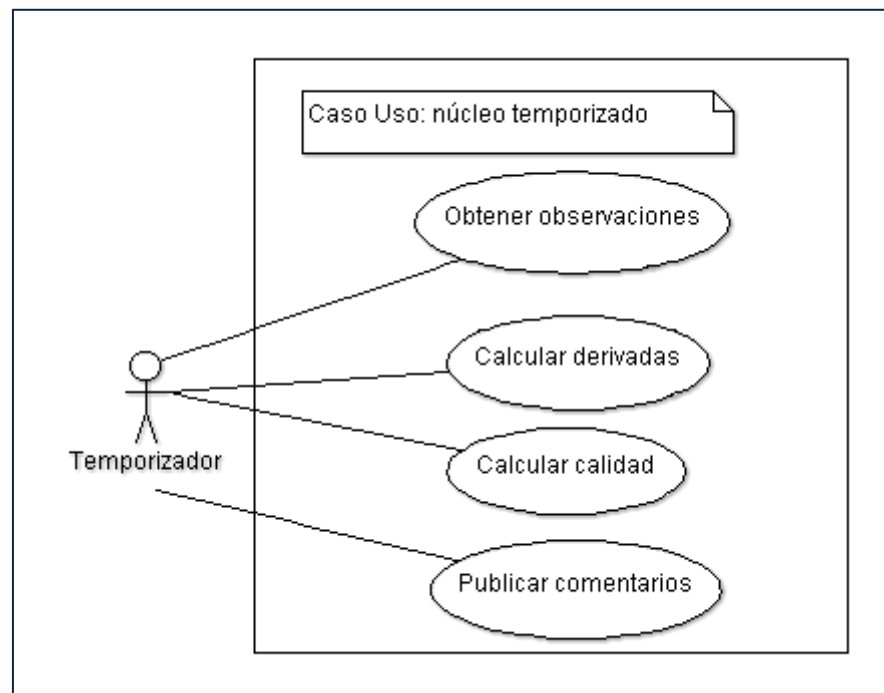 Caso Uso: núcleo temporizado
Obtener observaciones
Calcular derivadas
Temporizador
Calcular calidad
Publicar comentarios